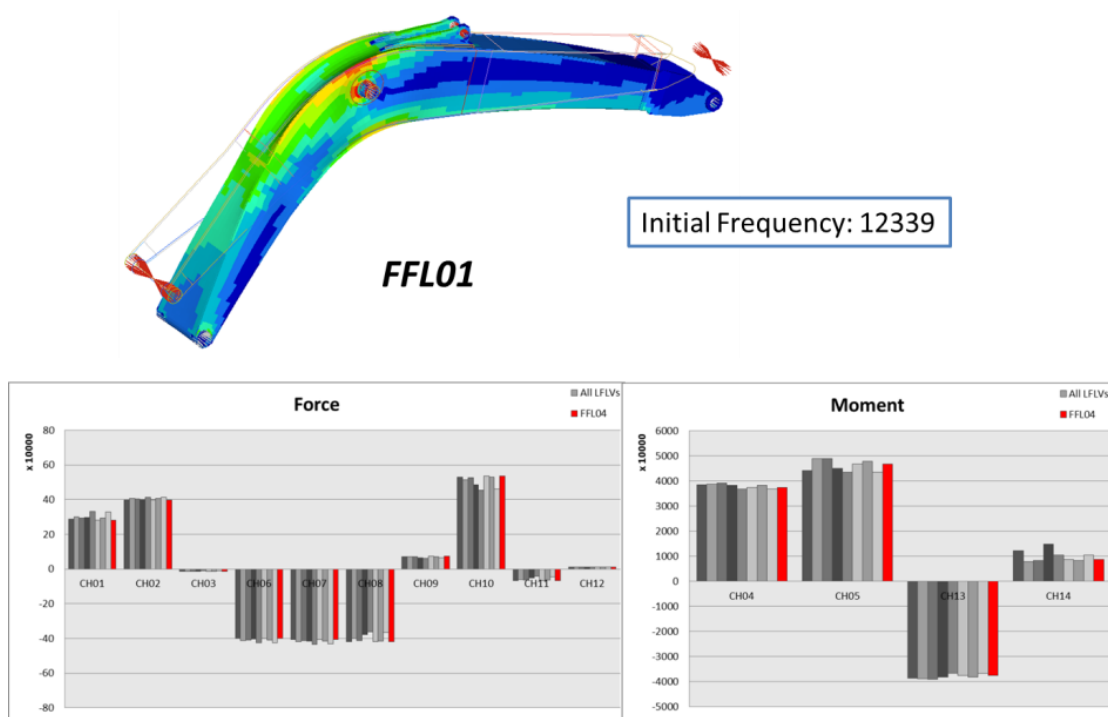 Initial Frequency: 12339
FFL01
Force
All LFLVs
FFL04
x 10000
80
60
40
20
0
-20
-40
-60
-80
CH01 CH02 CH03 CH06 CH07 CH08 CH09 CH10 CH11 CH12
Moment
All LFLVs
FFL04
x 10000
6000
5000
4000
3000
2000
1000
0
-1000
-2000
-3000
-4000
-5000
CH04 CH05 CH13 CH14